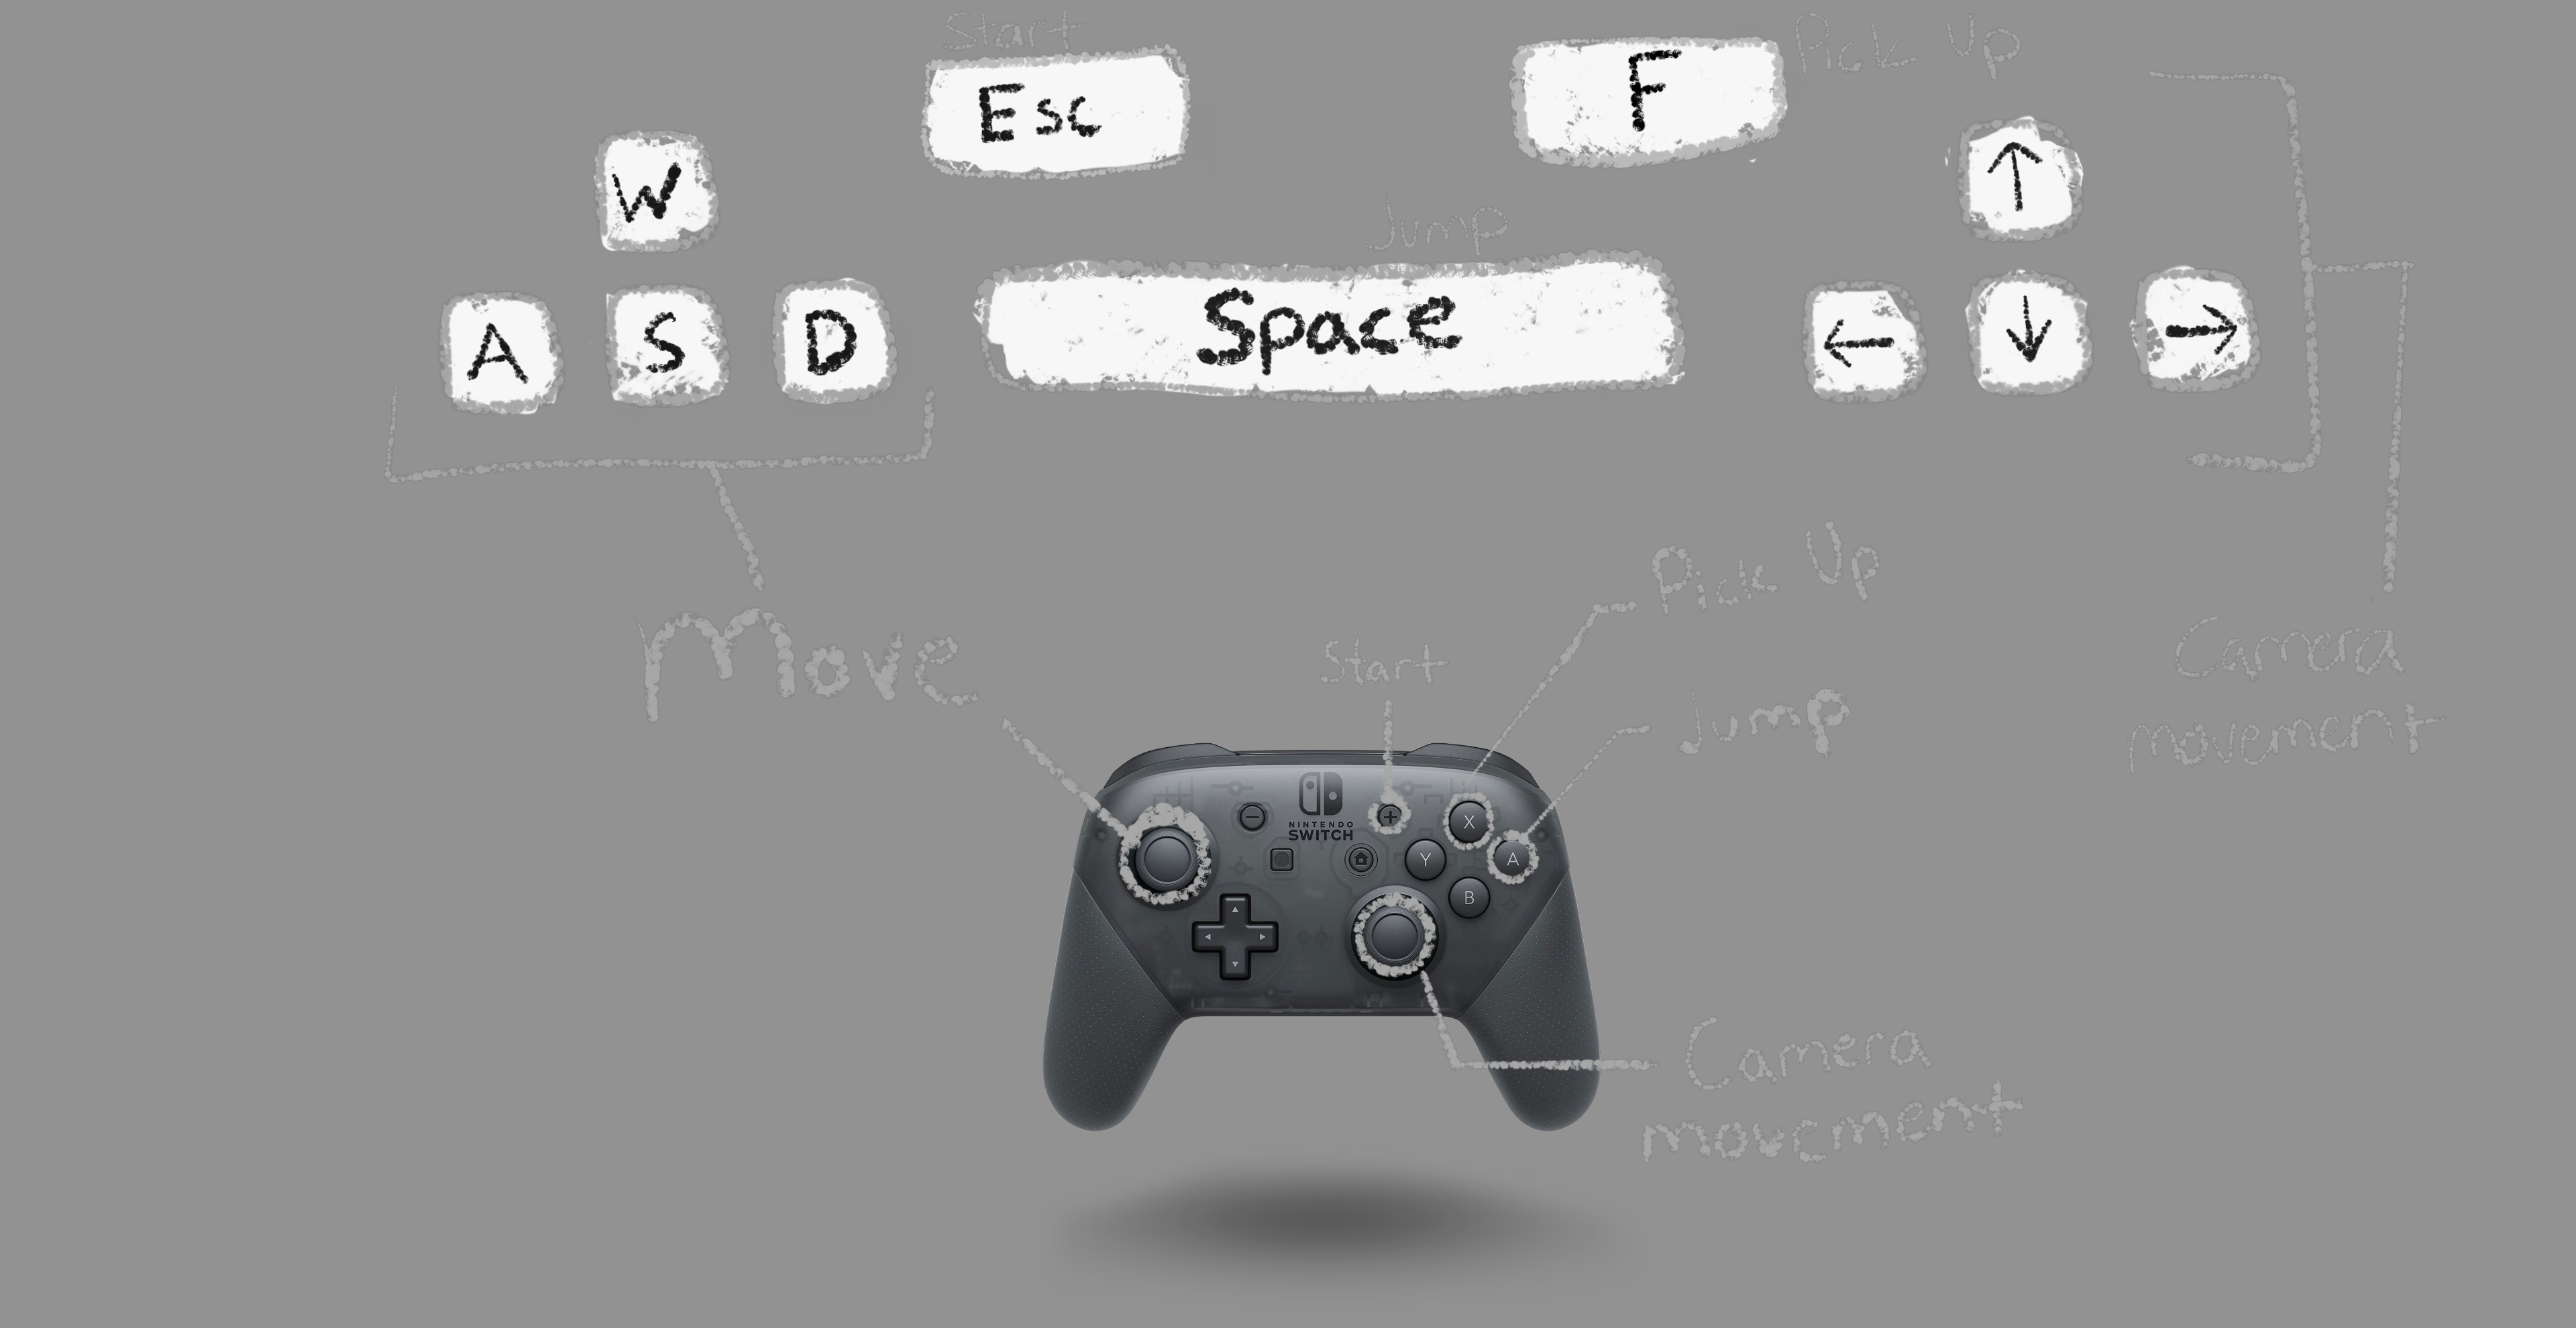 Start
Esc
F
Pick Up
W
↑
Jump
A S D
Space
← ↓ →
Move
Pick Up
Start
Jump
Camera
movement
NINTENDO
SWITCH
X
Y
A
B
Camera
movement